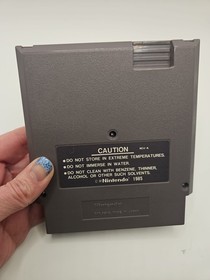 CAUTION
•DO NOT STORE IN EXTREME TEMPERATURES.
•DO NOT IMMERSE IN WATER.
•DO NOT CLEAN WITH BENZENE, THINNER,
ALCOHOL OR OTHER SUCH SOLVENTS.
©Nintendo 1985